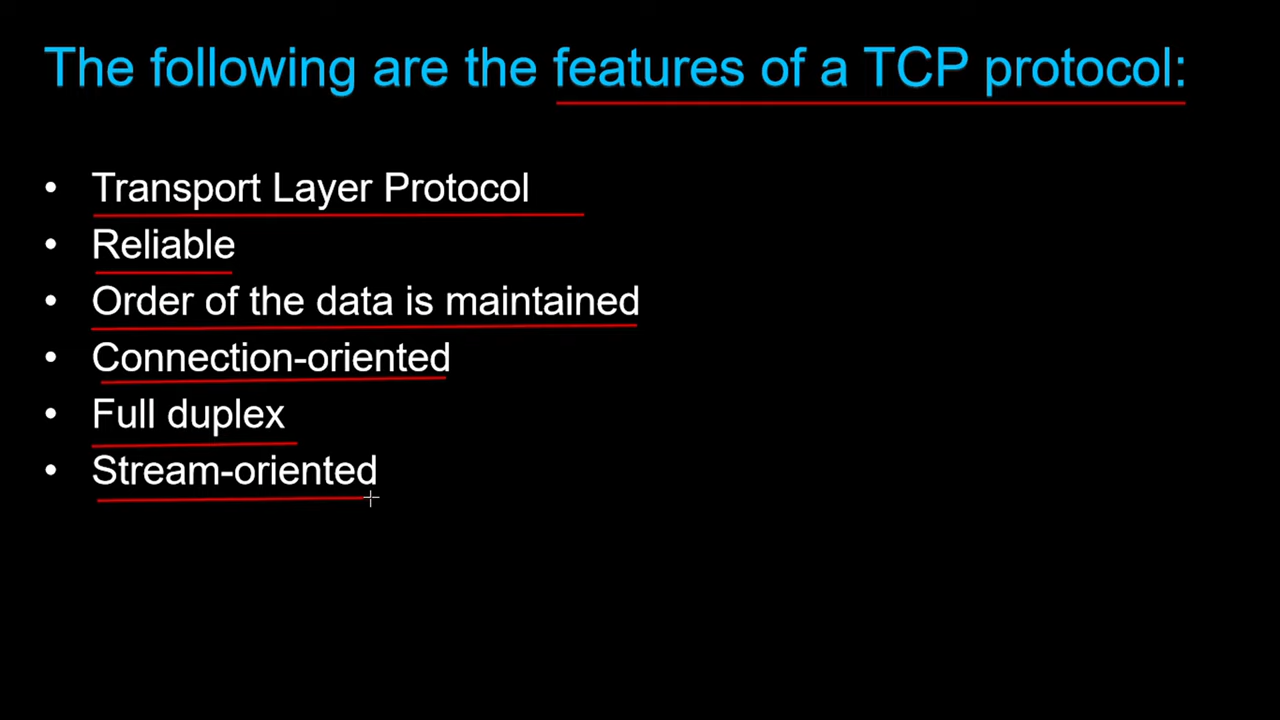 The following are the features of a TCP protocol:
• Transport Layer Protocol
• Reliable
• Order of the data is maintained
• Connection-oriented
• Full duplex
• Stream-oriented